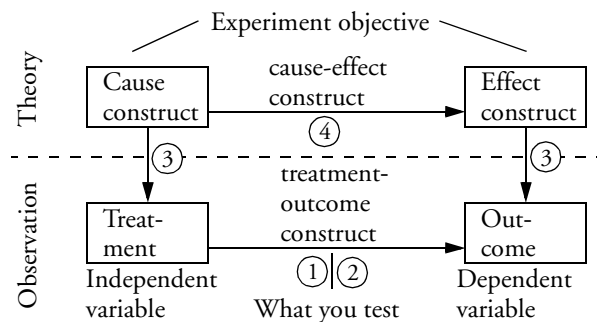 Experiment objective
Theory
Cause
construct
cause-effect
construct
Effect
construct
4
3
3
Observation
treatment-
outcome
construct
Treat-
ment
Out-
come
1
2
Independent
variable
What you test
Dependent
variable